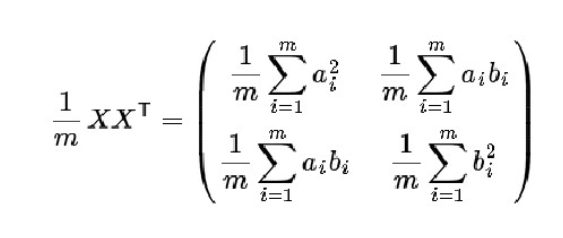 \frac{1}{m} XX^{\mathsf{T}} = \begin{pmatrix} \frac{1}{m} \sum_{i=1}^{m} a_i^2 & \frac{1}{m} \sum_{i=1}^{m} a_i b_i \\ \frac{1}{m} \sum_{i=1}^{m} a_i b_i & \frac{1}{m} \sum_{i=1}^{m} b_i^2 \end{pmatrix}